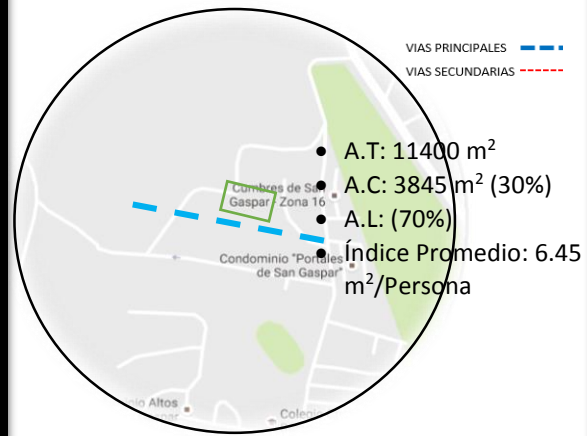 VIAS PRINCIPALES
VIAS SECUNDARIAS
• A.T: 11400 m²
• A.C: 3845 m² (30%)
• A.L: (70%)
• Índice Promedio: 6.45
m²/Persona
Cumbres de San
Gaspar - Zona 16
Condominio "Portales
de San Gaspar"
Altos